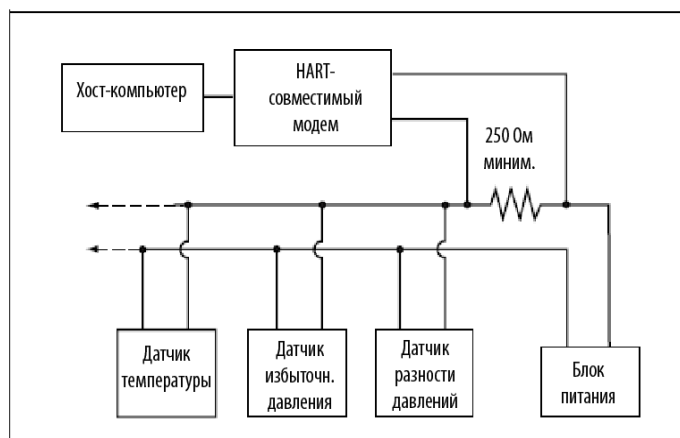 Хост-компьютер
HART-
совместимый
модем
250 Ом
миним.
Датчик
температуры
Датчик
избыточн.
давления
Датчик
разности
давлений
Блок
питания